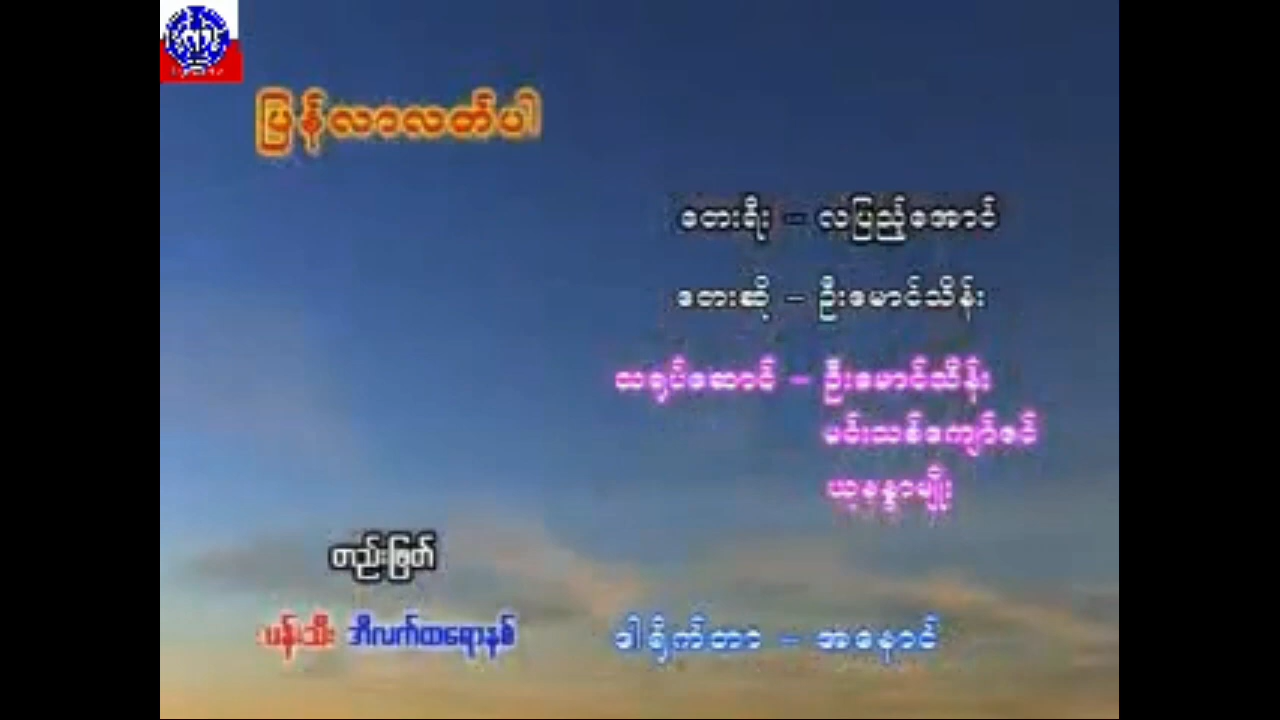 ပြန်လာလတ်ပါ
တေးရေး – လပြည့်အောင်
တေးဆို – ဦးမောင်သိန်း
သရုပ်ဆောင် – ဦးမောင်သိန်း
မင်းသစ်ကျော်ဇင်
ယုနန္ဒာမျိုး
တည်းဖြတ်
ပန်းသီး အီလက်ထရောနစ်
ဒါရိုက်တာ – အနောင်